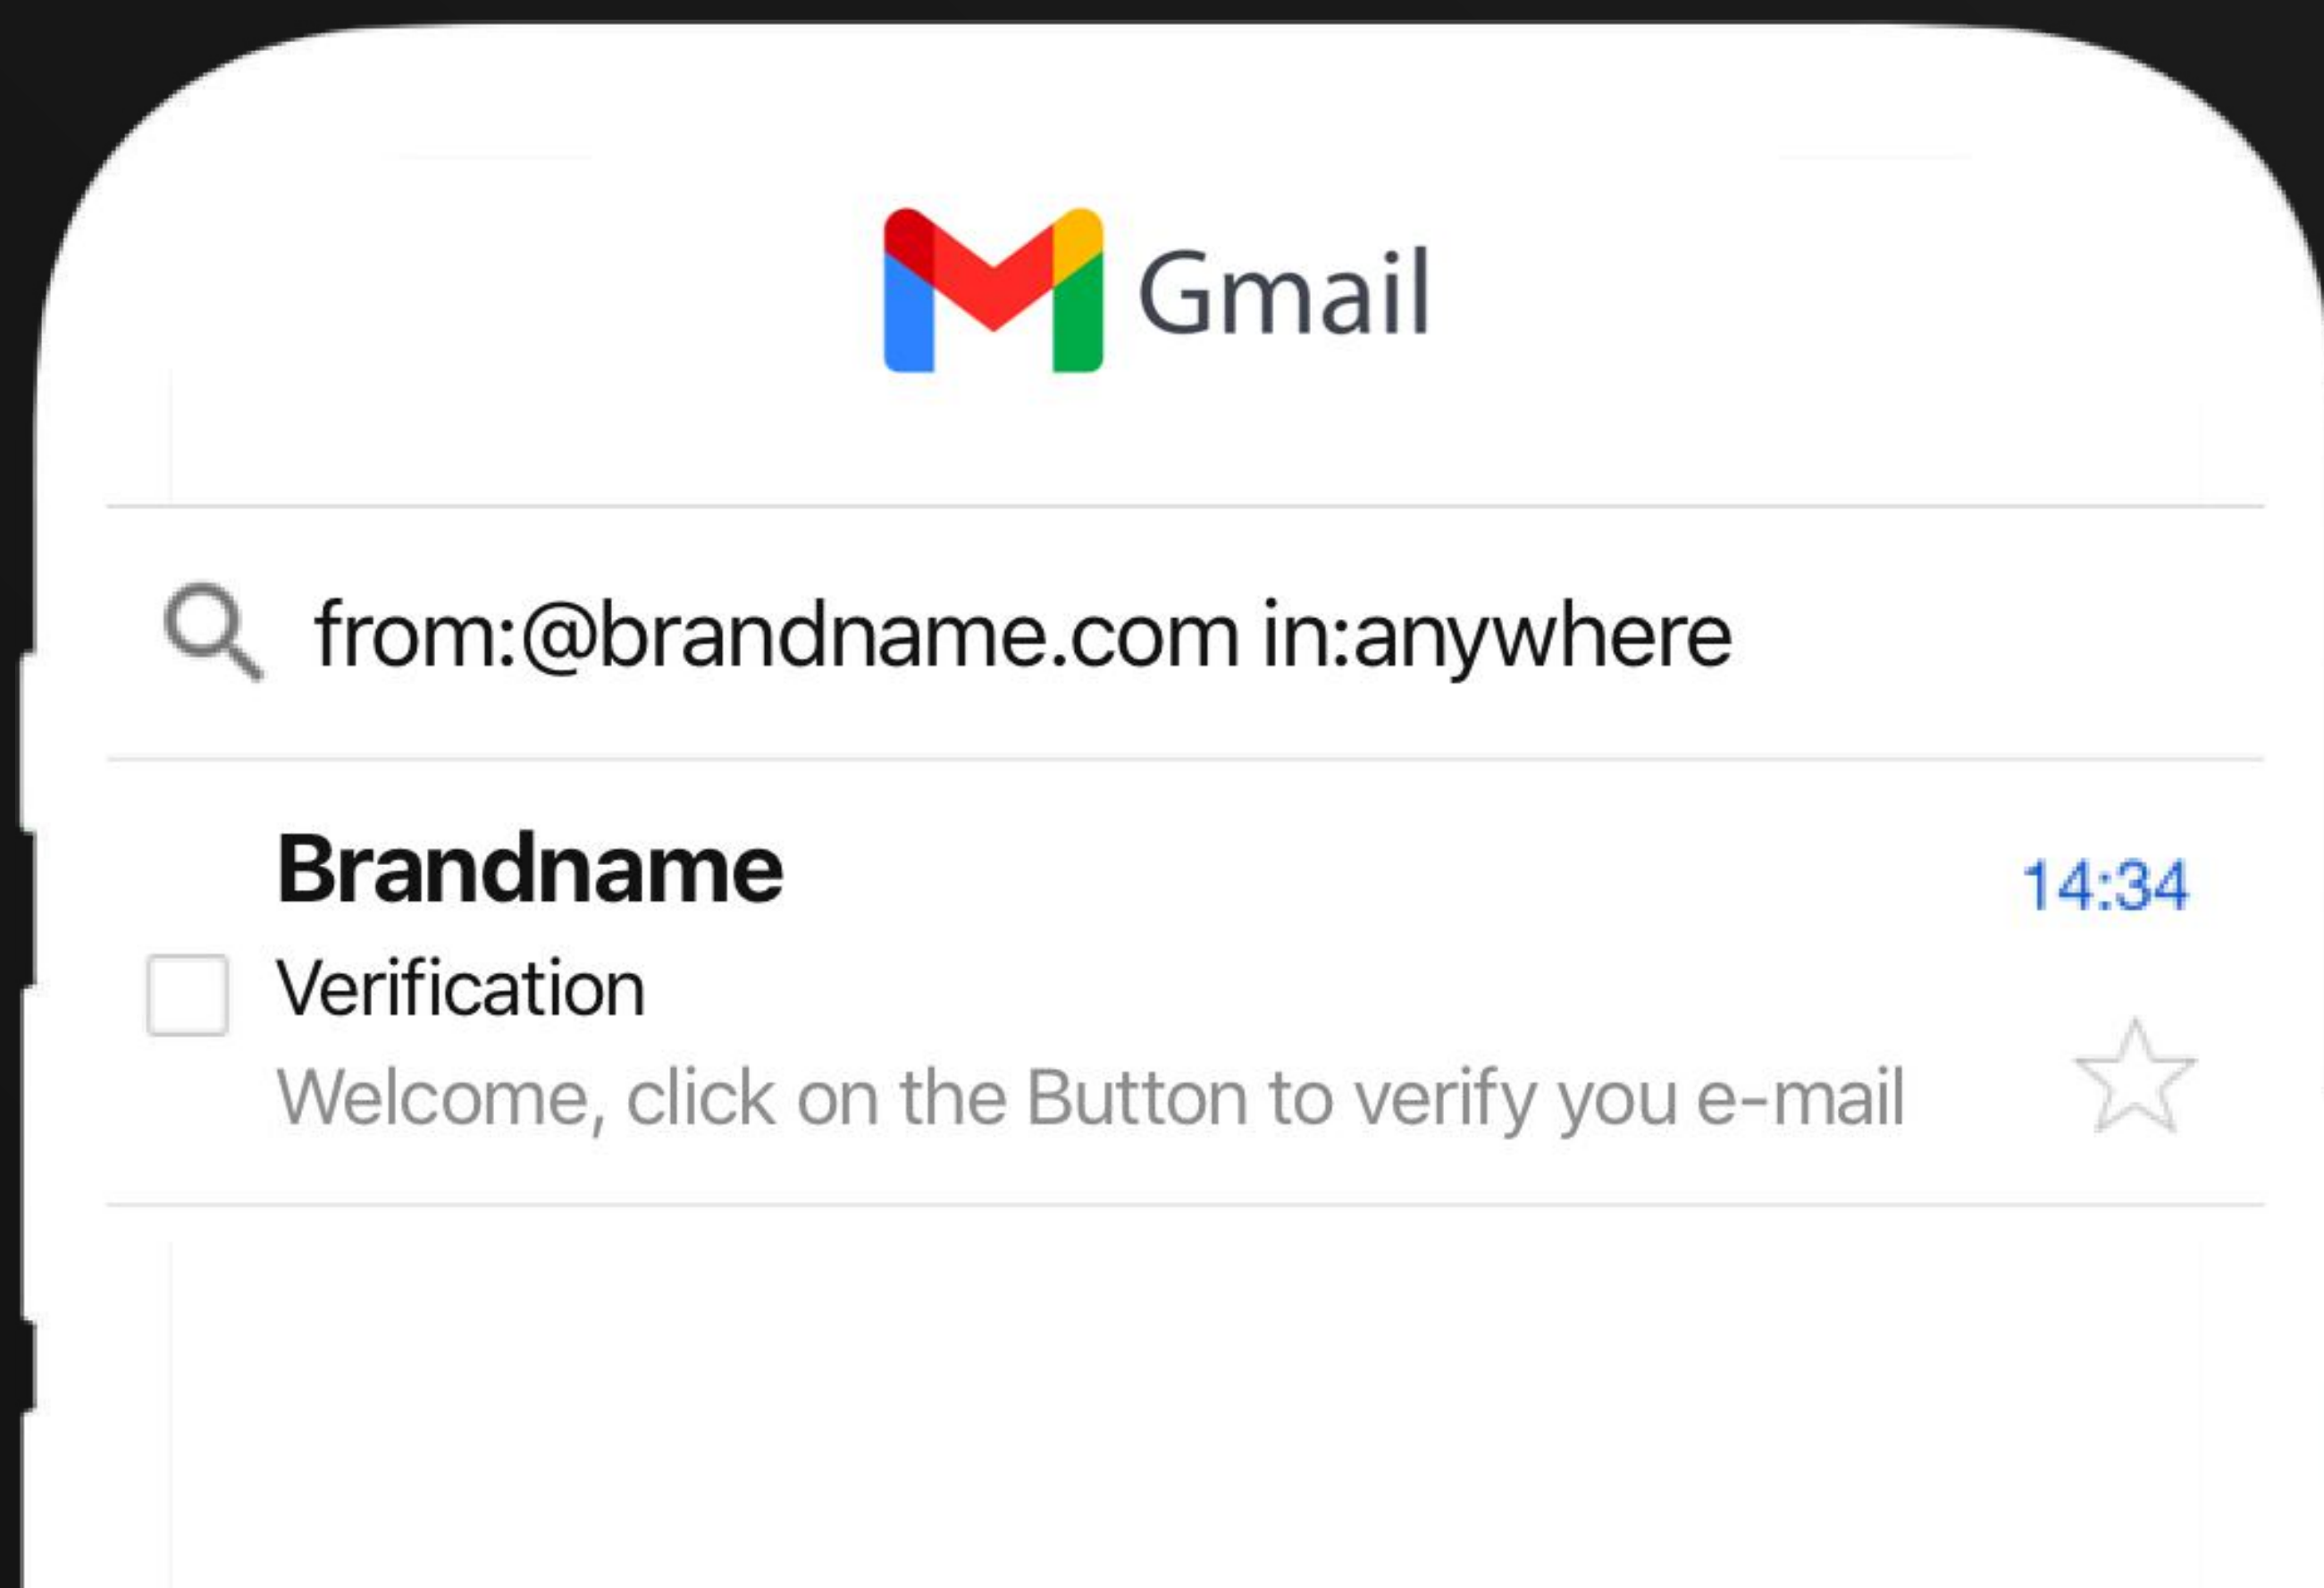 Gmail
from:@brandname.com in:anywhere
Brandname
14:34
Verification
Welcome, click on the Button to verify you e-mail